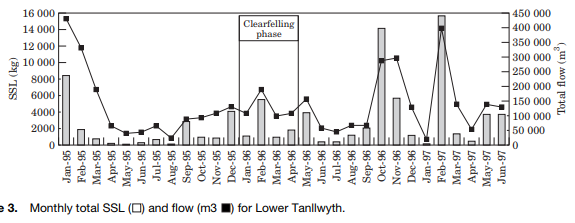 16 000
14 000
12 000
10 000
8000
6000
4000
2000
0
SSL (kg)
Clearfelling
phase
450 000
400 000
350 000
300 000
250 000
200 000
150 000
100 000
50 000
0
Total flow (m³)
Jan-95
Feb-95
Mar-95
Apr-95
May-95
Jun-95
Jul-95
Aug-95
Sep-95
Oct-95
Nov-95
Dec-95
Jan-96
Feb-96
Mar-96
Apr-96
May-96
Jun-96
Jul-96
Aug-96
Sep-96
Oct-96
Nov-96
Dec-96
Jan-97
Feb-97
Mar-97
Apr-97
May-97
Jun-97
e 3. Monthly total SSL (□) and flow (m3 ■) for Lower Tanllwyth.